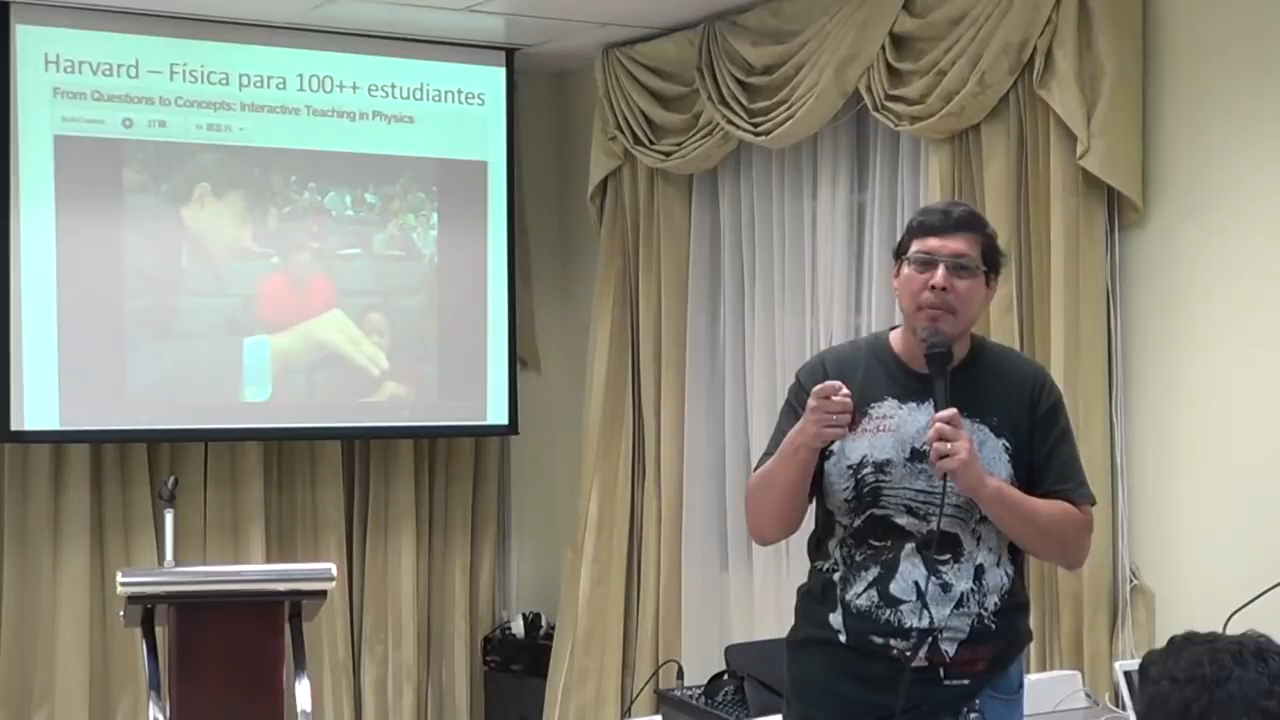 Harvard – Física para 100++ estudiantes
From Questions to Concepts: Interactive Teaching in Physics